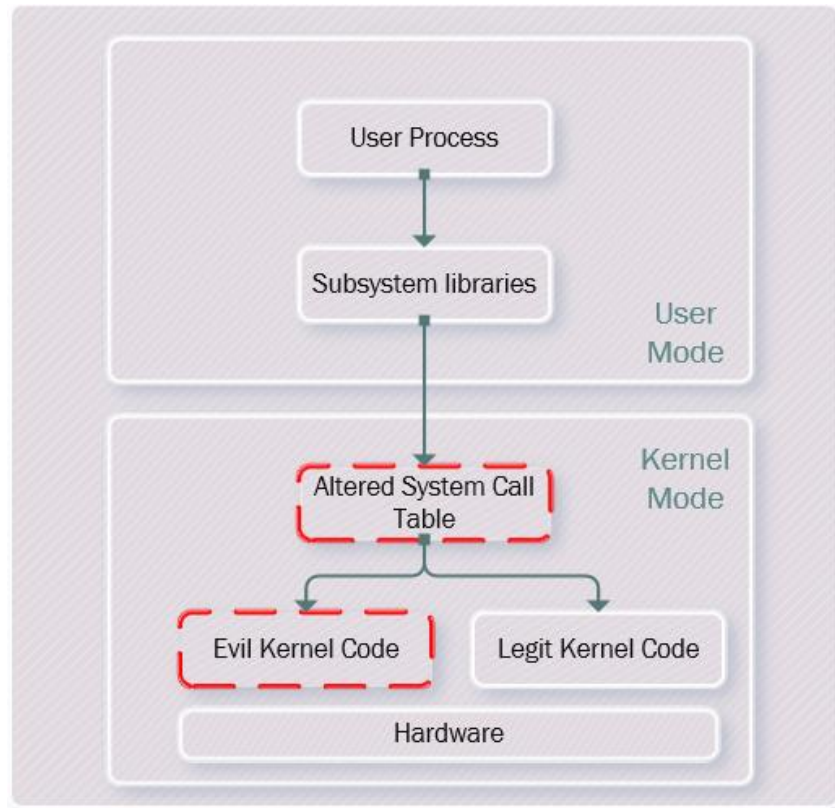 User Process
Subsystem libraries
User
Mode
Kernel
Mode
Altered System Call
Table
Evil Kernel Code
Legit Kernel Code
Hardware